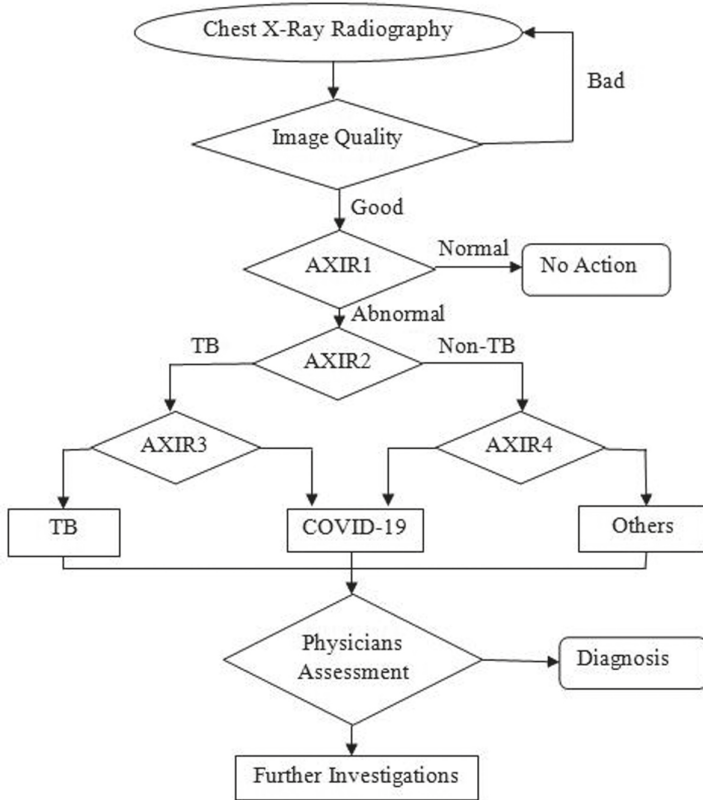 Chest X-Ray Radiography
Bad
Image Quality
Good
AXIR1
Normal
No Action
Abnormal
TB
AXIR2
Non-TB
AXIR3
AXIR4
TB
COVID-19
Others
Physicians
Assessment
Diagnosis
Further Investigations